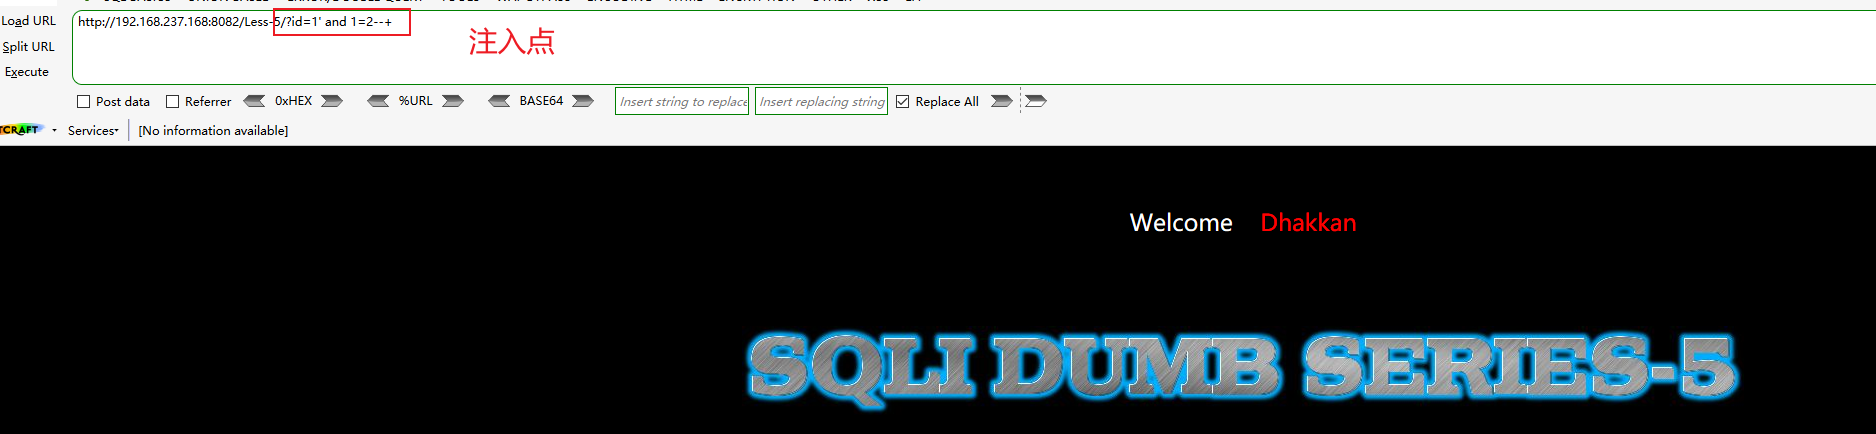 Load URL
http://192.168.237.168:8082/Less-5/?id=1' and 1=2--+
注入点
Split URL
Execute
Post data Referrer 0xHEX %URL BASE64 Insert string to replace Insert replacing string Replace All
TCRAFT Services [No information available]
Welcome Dhakkan
SQLI DUMB SERIES-5